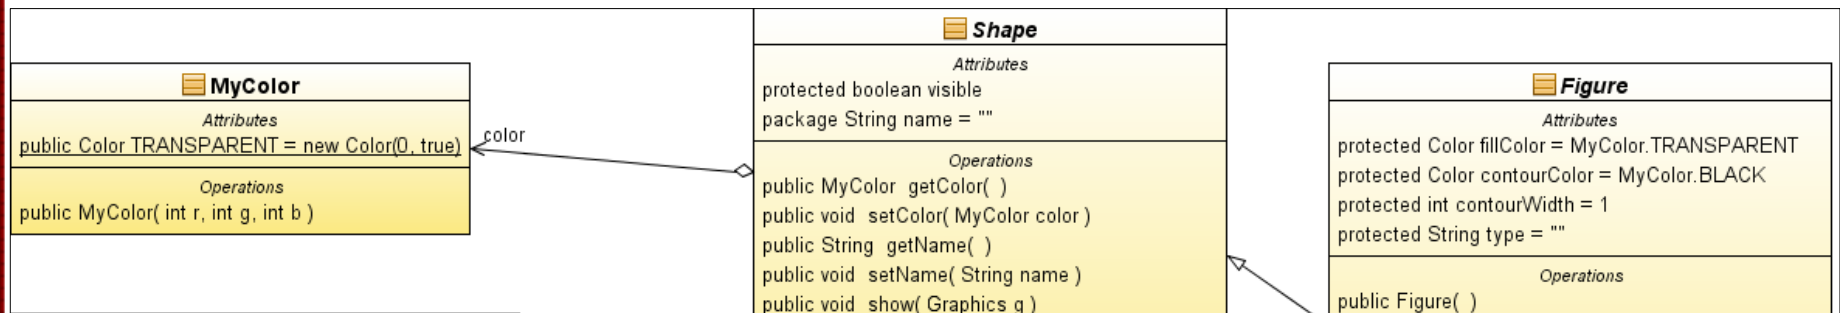 MyColor
Attributes
public Color TRANSPARENT = new Color(0, true)
Operations
public MyColor( int r, int g, int b )
color
Shape
Attributes
protected boolean visible
package String name = ""
Operations
public MyColor getColor( )
public void setColor( MyColor color )
public String getName( )
public void setName( String name )
public void show( Graphics g )
Figure
Attributes
protected Color fillColor = MyColor.TRANSPARENT
protected Color contourColor = MyColor.BLACK
protected int contourWidth = 1
protected String type = ""
Operations
public Figure( )